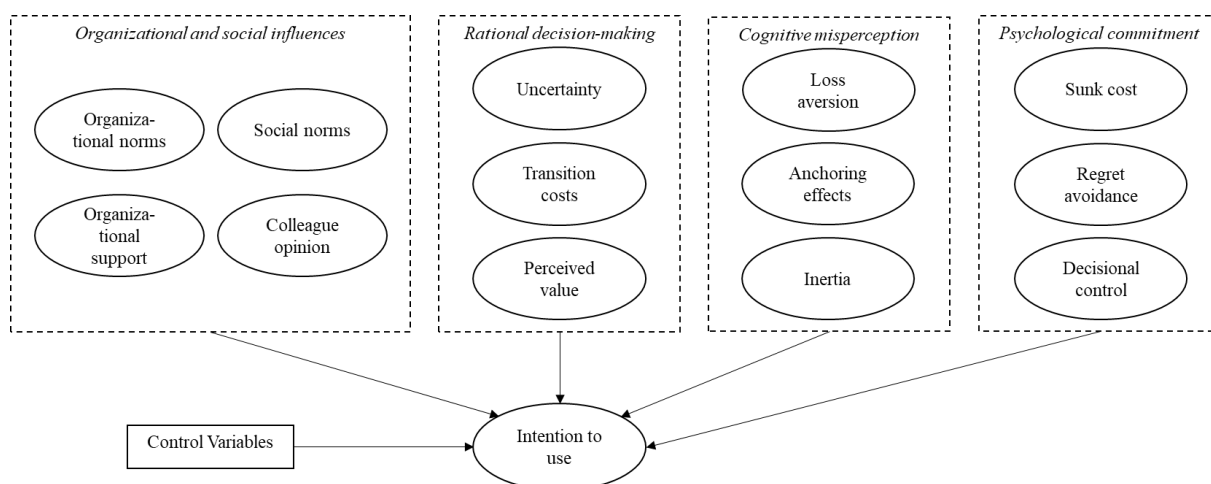 Organizational and social influences
Organiza-
tional norms
Social norms
Organiza-
tional
support
Colleague
opinion
Rational decision-making
Uncertainty
Transition
costs
Perceived
value
Cognitive misperception
Loss
aversion
Anchoring
effects
Inertia
Psychological commitment
Sunk cost
Regret
avoidance
Decisional
control
Control Variables
Intention to
use